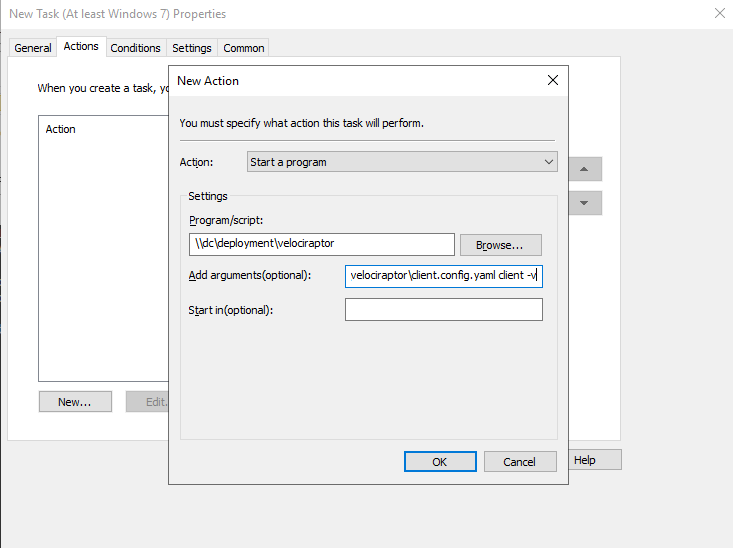 New Task (At least Windows 7) Properties
General Actions Conditions Settings Common
When you create a task, yo
Action
New... Edit.
Help
New Action
You must specify what action this task will perform.
Action: Start a program
Settings
Program/script:
\\dc\deployment\velociraptor Browse...
Add arguments(optional): velociraptor\client.config.yaml client -v
Start in(optional):
OK Cancel